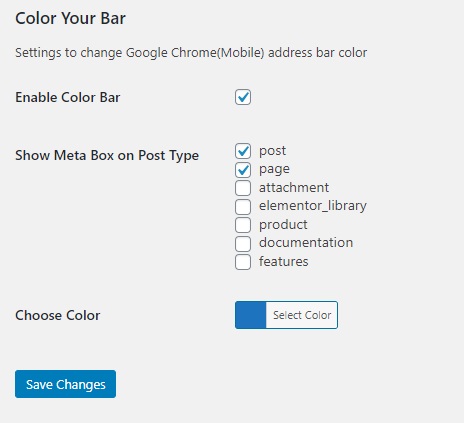 Color Your Bar
Settings to change Google Chrome(Mobile) address bar color
Enable Color Bar
Show Meta Box on Post Type
post
page
attachment
elementor_library
product
documentation
features
Choose Color
Select Color
Save Changes